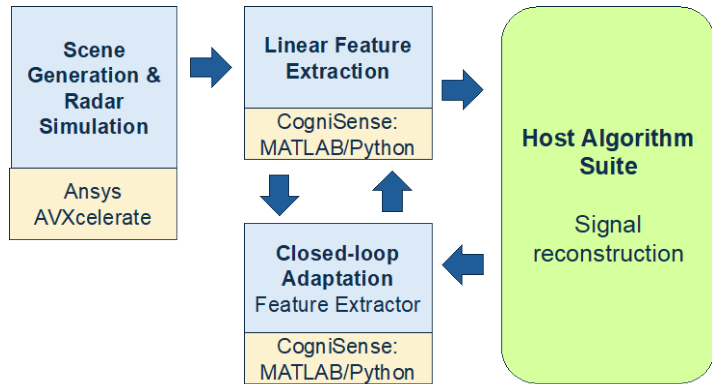 Scene
Generation &
Radar
Simulation
Ansys
AVXcelerate
Linear Feature
Extraction
CogniSense:
MATLAB/Python
Closed-loop
Adaptation
Feature Extractor
CogniSense:
MATLAB/Python
Host Algorithm
Suite
Signal
reconstruction